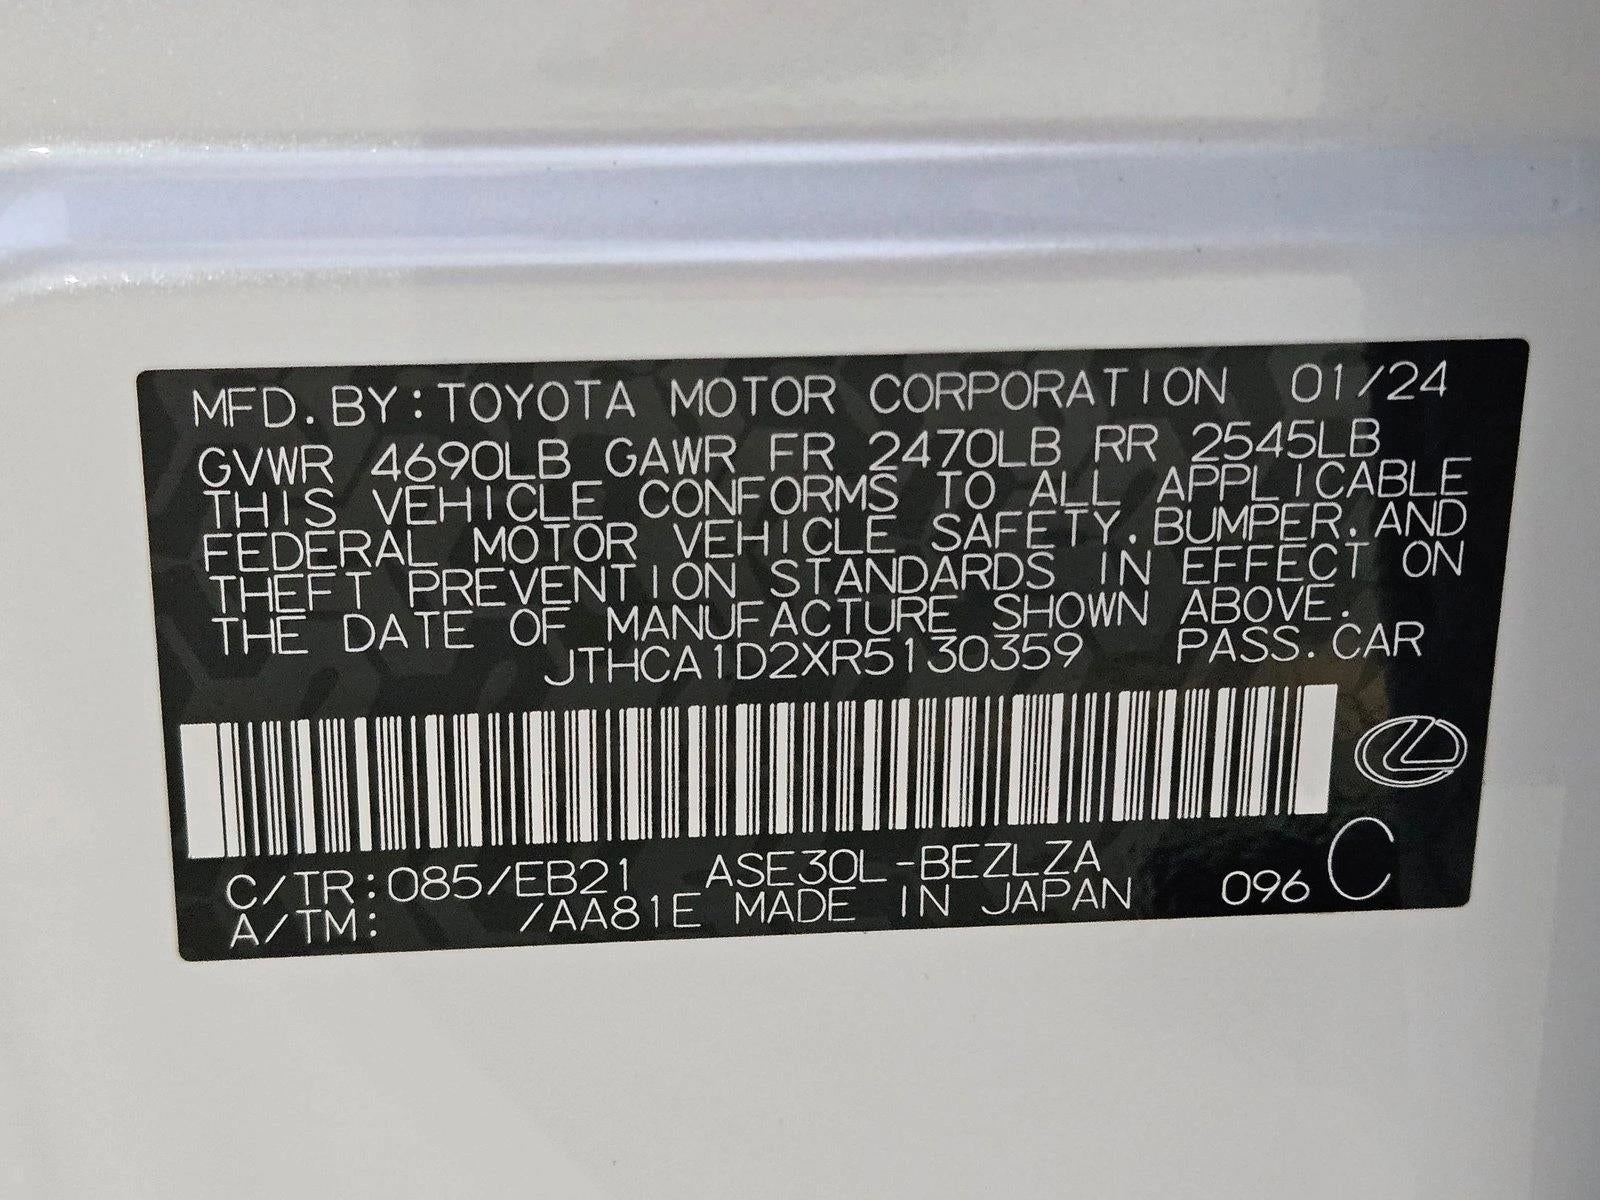 MFD. BY: TOYOTA MOTOR CORPORATION 01/24
GVWR 4690LB GAWR FR 2470LB RR 2545LB
THIS VEHICLE CONFORMS TO ALL APPLICABLE
FEDERAL MOTOR VEHICLE SAFETY, BUMPER, AND
THEFT PREVENTION STANDARDS IN EFFECT ON
THE DATE OF MANUFACTURE SHOWN ABOVE.
JTHCA1D2XR5130359 PASS. CAR
C/TR: 085/EB21 ASE30L-BEZLZA
A/TM: /AA81E MADE IN JAPAN 096 C